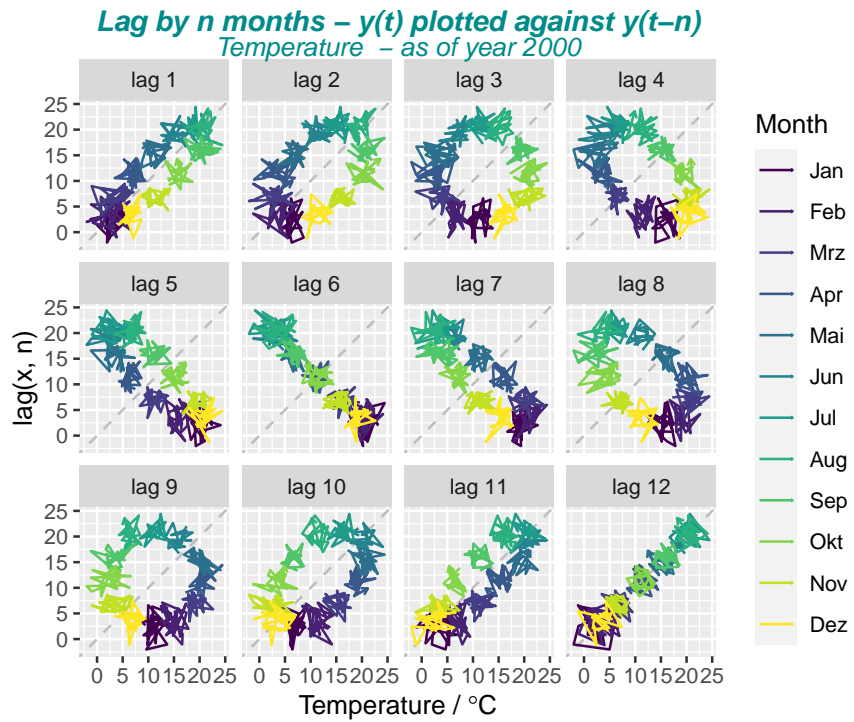 Lag by n months – y(t) plotted against y(t–n)
Temperature – as of year 2000
lag 1 lag 2 lag 3 lag 4
25
20
15
10
5
0
lag 5 lag 6 lag 7 lag 8
25
20
15
10
5
0
lag 9 lag 10 lag 11 lag 12
25
20
15
10
5
0
0 5 10 15 20 25 0 5 10 15 20 25 0 5 10 15 20 25 0 5 10 15 20 25
lag(x, n)
Temperature / °C
Month
Jan
Feb
Mrz
Apr
Mai
Jun
Jul
Aug
Sep
Okt
Nov
Dez